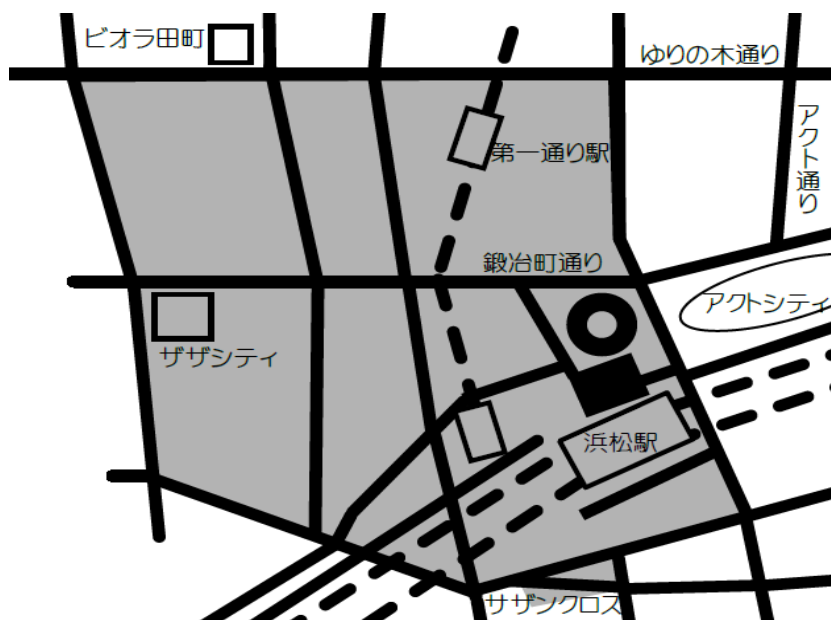 ビオラ田町
ゆりの木通り
アクト通り
第一通り駅
鍛冶町通り
アクトシティ
ザザシティ
浜松駅
サザンクロス